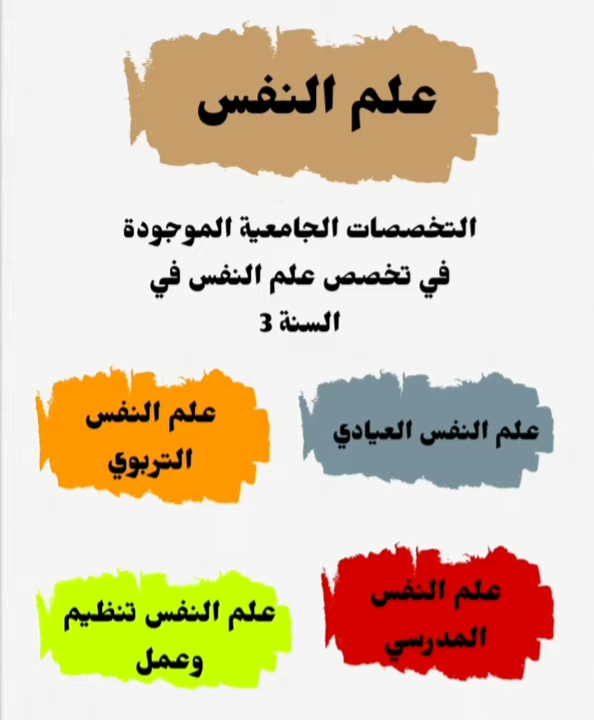 علم النفس
التخصصات الجامعية الموجودة
في تخصص علم النفس في
السنة 3
علم النفس العيادي
علم النفس
التربوي
علم النفس
المدرسي
علم النفس تنظيم
وعمل